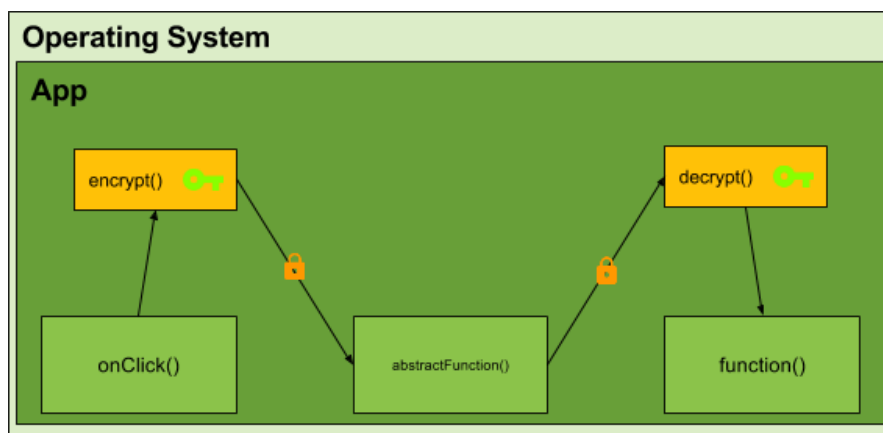 Operating System
App
encrypt()
decrypt()
onClick()
abstractFunction()
function()